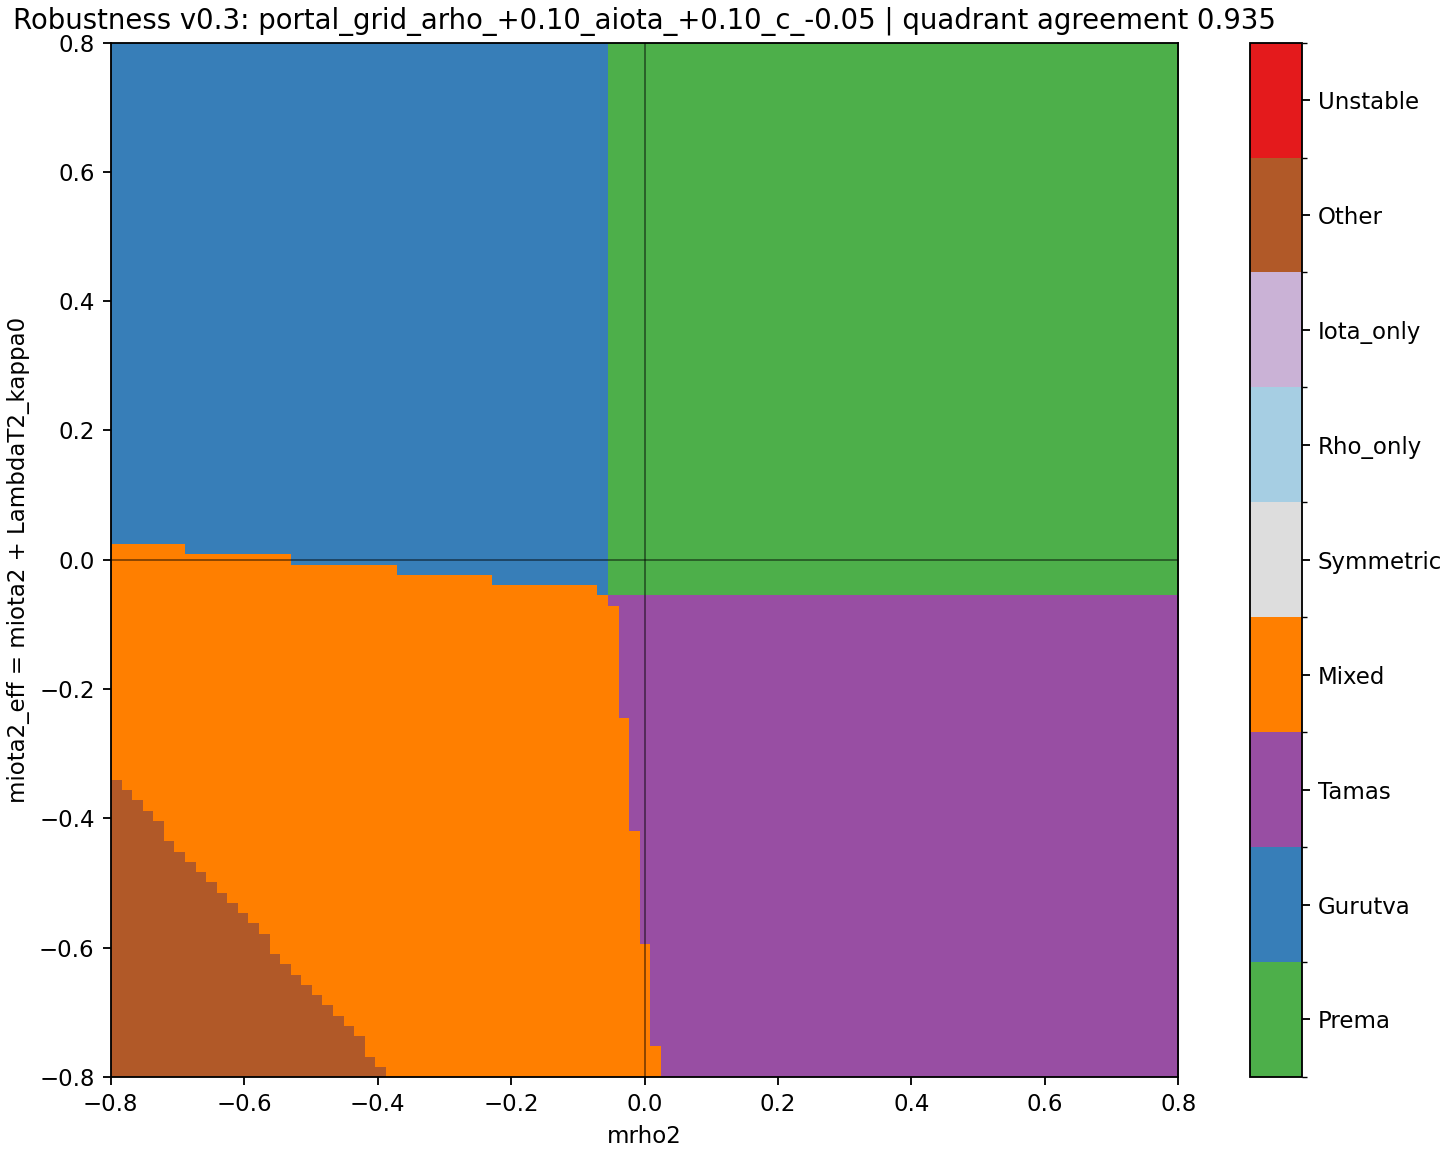 Robustness v0.3: portal_grid_arho_+0.10_aiota_+0.10_c_-0.05 | quadrant agreement 0.935
0.8
0.6
0.4
0.2
0.0
−0.2
−0.4
−0.6
−0.8
miota2_eff = miota2 + LambdaT2_kappa0
−0.8
−0.6
−0.4
−0.2
0.0
0.2
0.4
0.6
0.8
mrho2
Unstable
Other
Iota_only
Rho_only
Symmetric
Mixed
Tamas
Gurutva
Prema